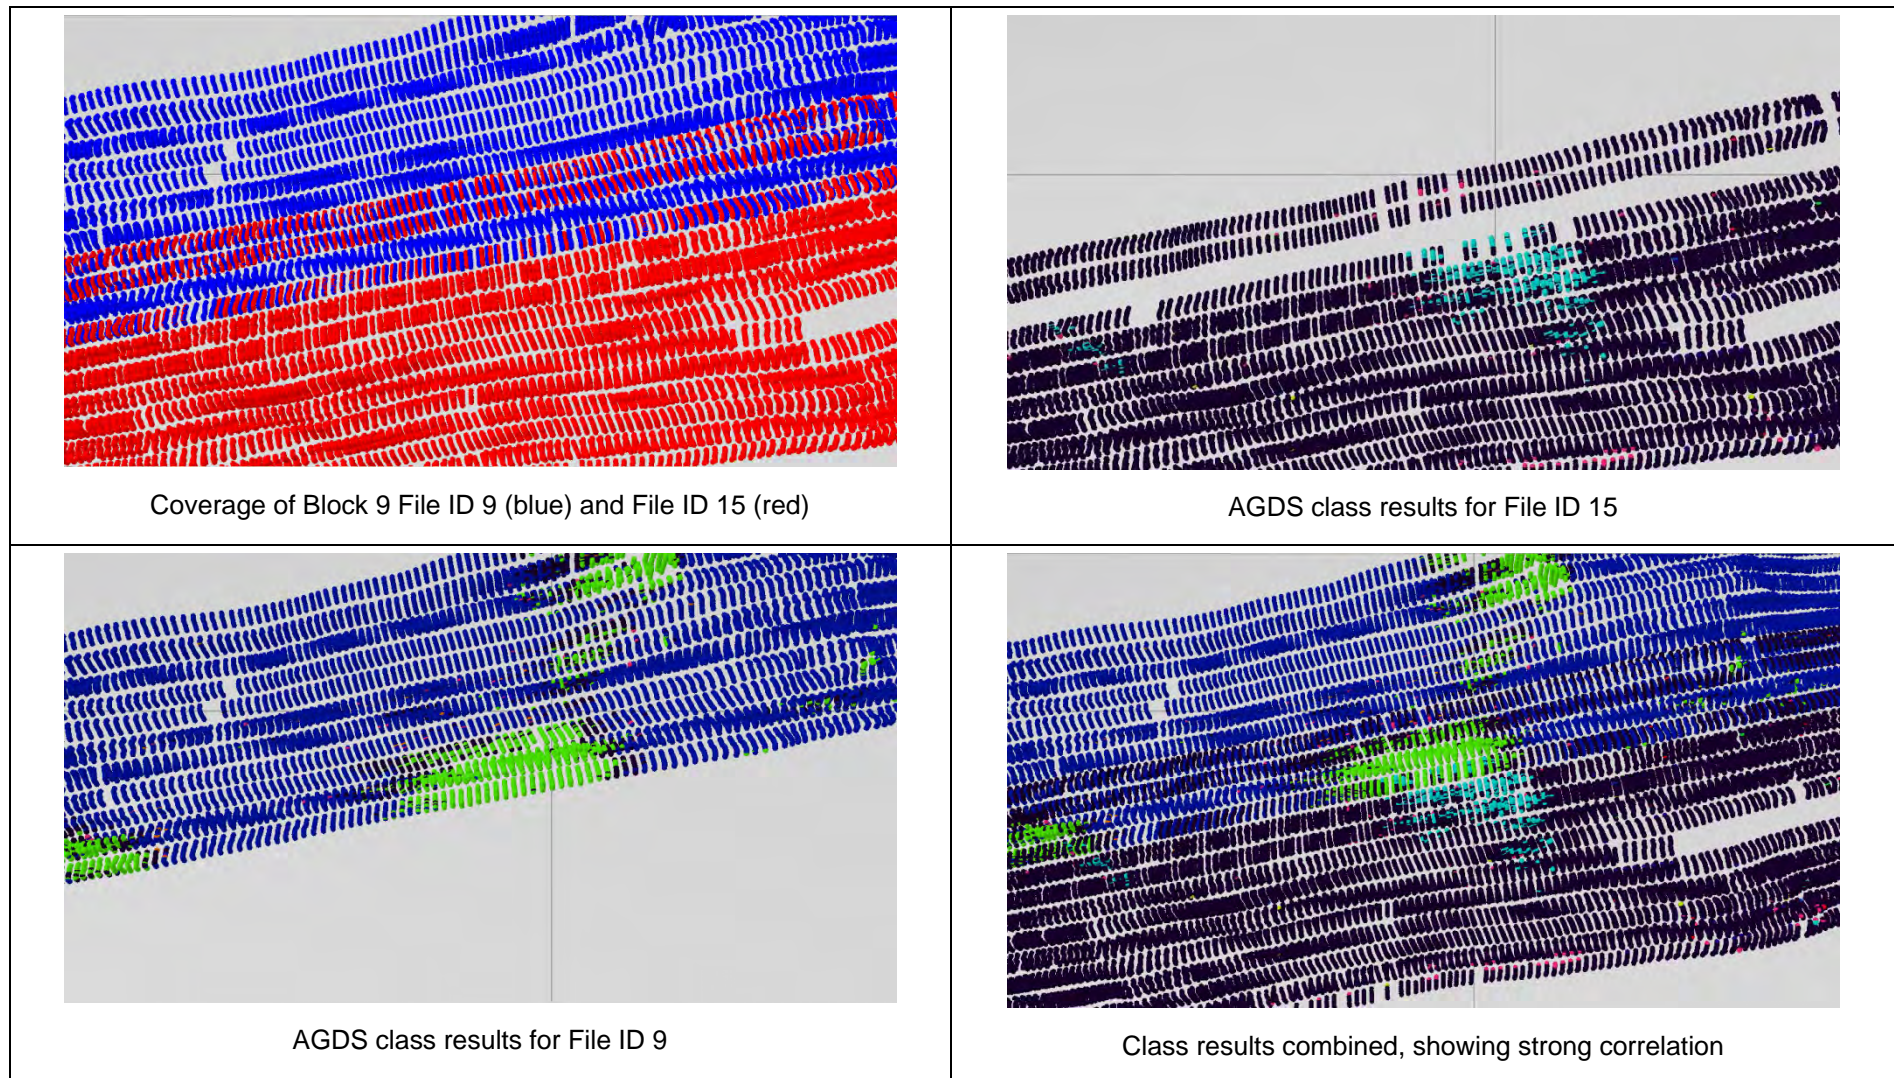 Coverage of Block 9 File ID 9 (blue) and File ID 15 (red)
AGDS class results for File ID 15
AGDS class results for File ID 9
Class results combined, showing strong correlation